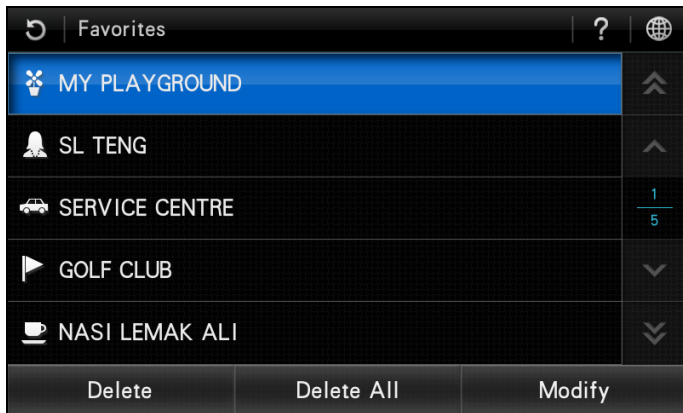 Favorites ?
MY PLAYGROUND
SL TENG
SERVICE CENTRE
1
5
GOLF CLUB
NASI LEMAK ALI
Delete Delete All Modify